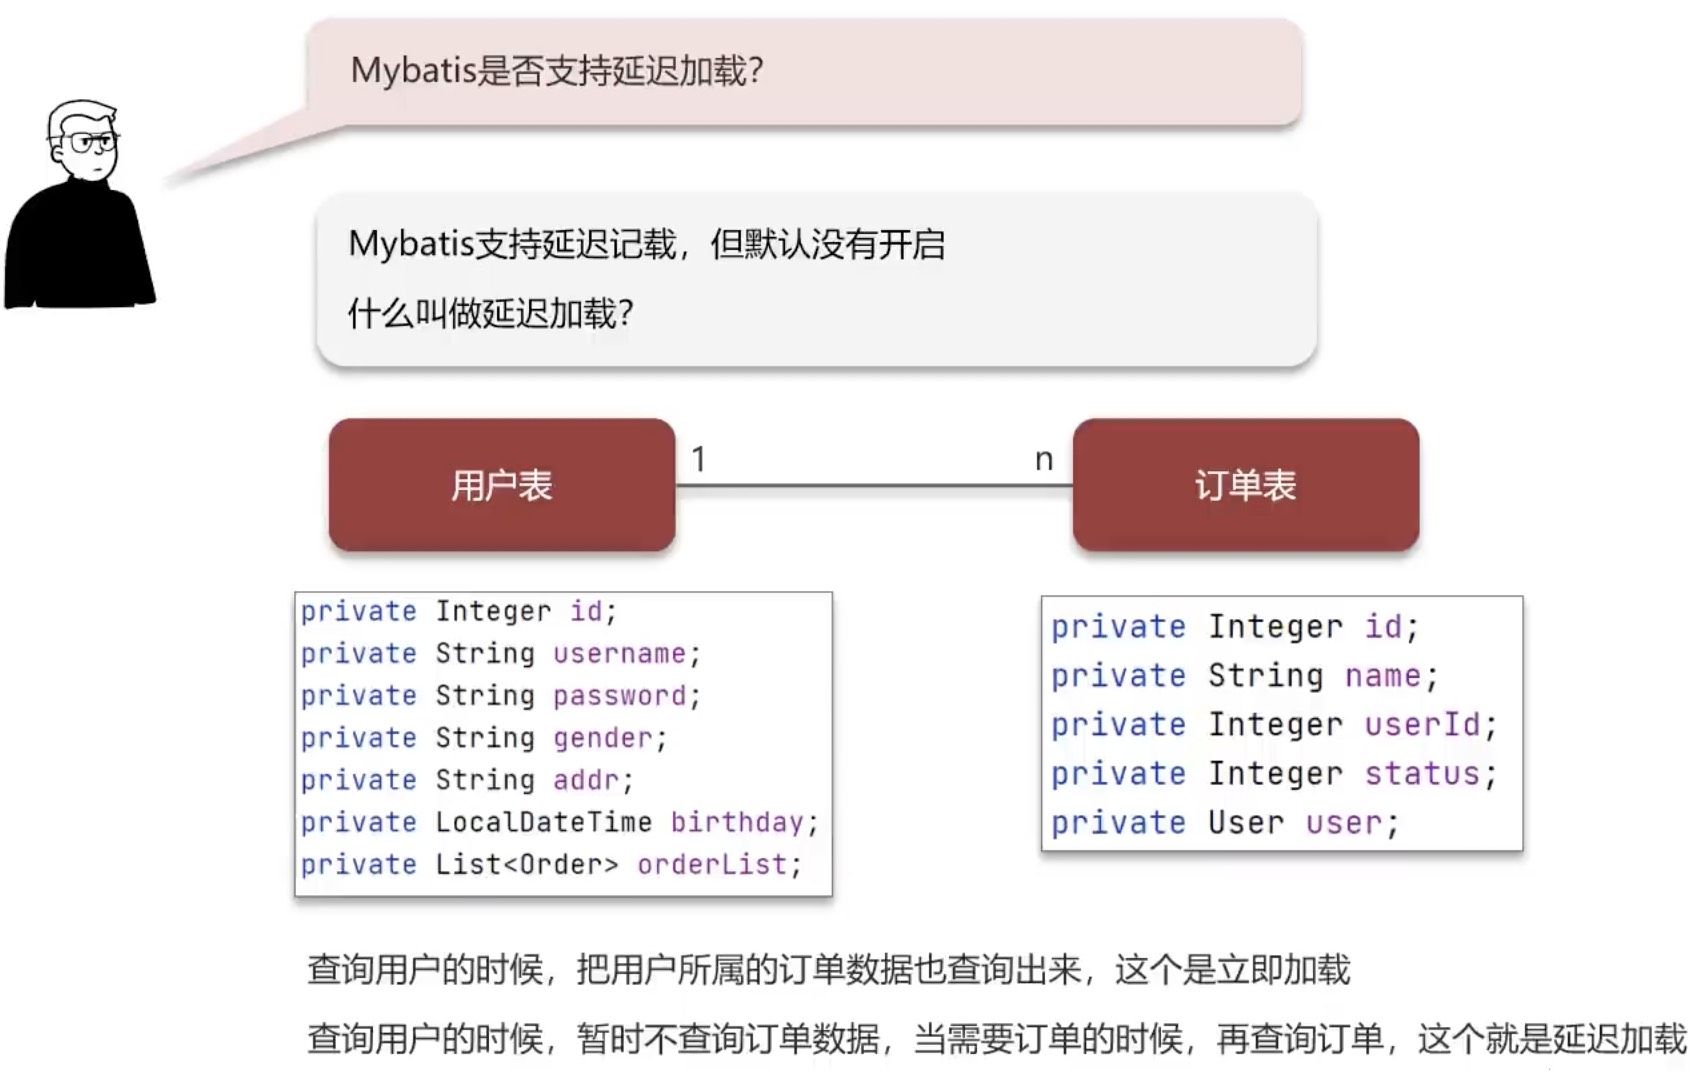 Mybatis是否支持延迟加载?
Mybatis支持延迟记载，但默认没有开启
什么叫做延迟加载?
用户表
1
n
订单表
private Integer id;
private String username;
private String password;
private String gender;
private String addr;
private LocalDateTime birthday;
private List<Order> orderList;
private Integer id;
private String name;
private Integer userId;
private Integer status;
private User user;
查询用户的时候，把用户所属的订单数据也查询出来，这个是立即加载
查询用户的时候，暂时不查询订单数据，当需要订单的时候，再查询订单，这个就是延迟加载